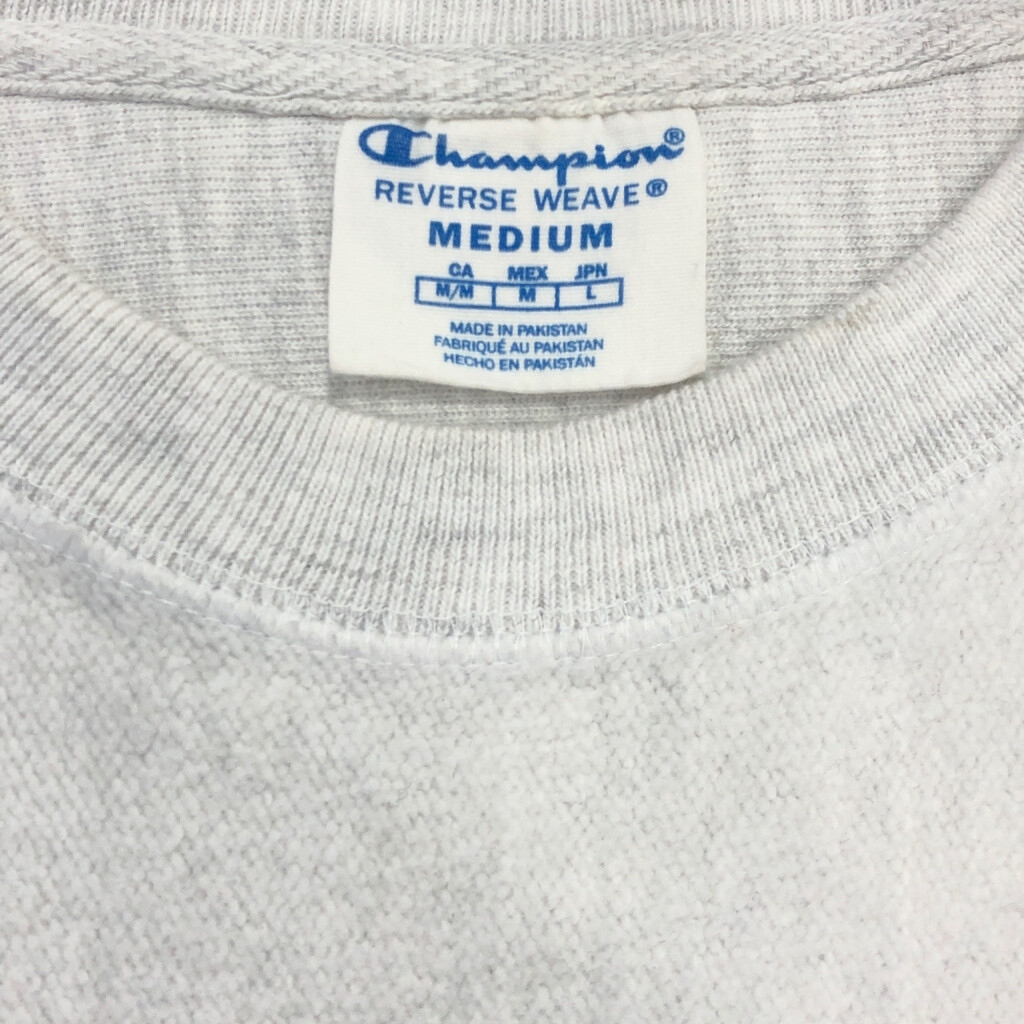 Champion®
REVERSE WEAVE®
MEDIUM
CA MEX JPN
M/M M L
MADE IN PAKISTAN
FABRIQUÉ AU PAKISTAN
HECHO EN PAKISTÁN